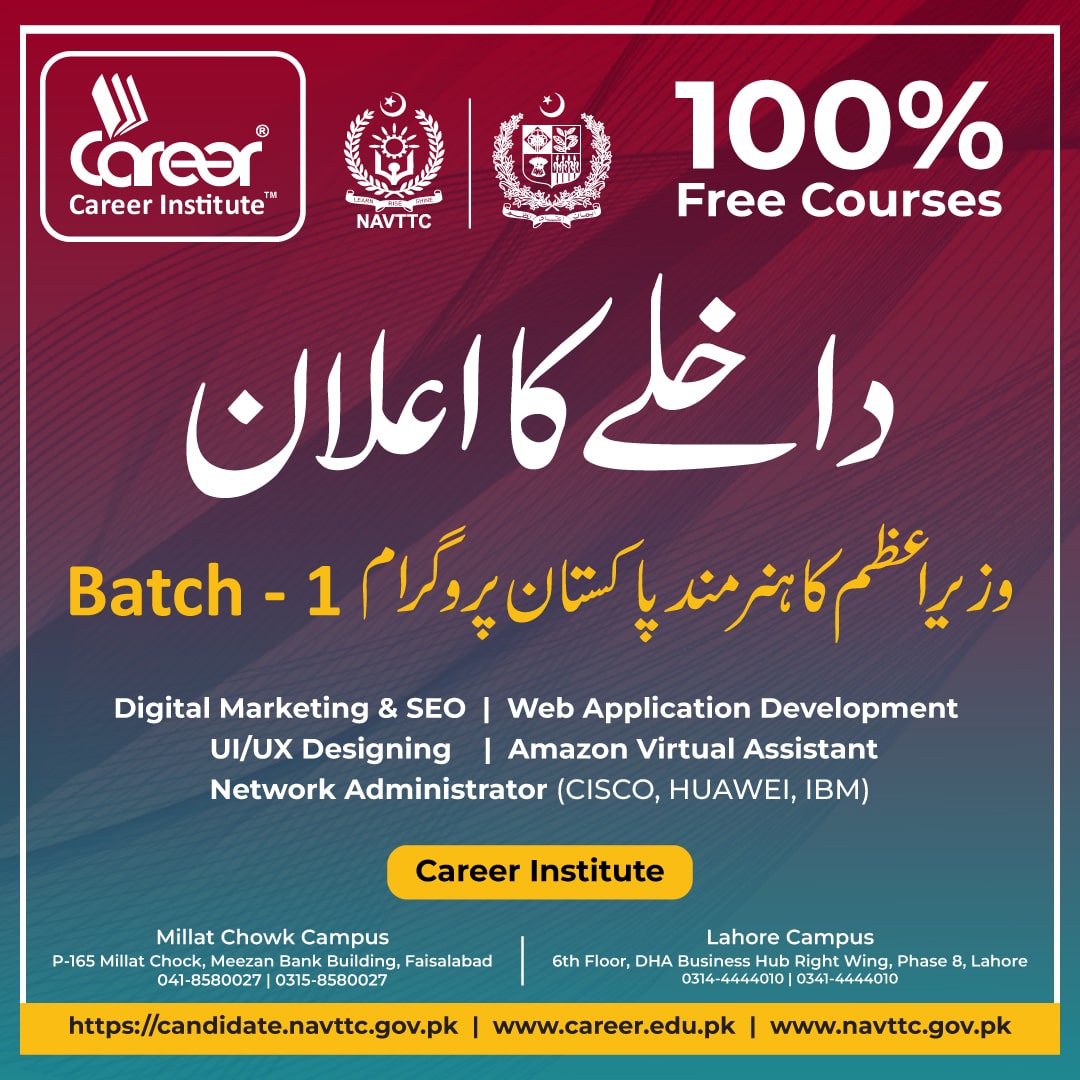 Career®
Career Institute™
LEARN RISE SHINE
NAVTTC
100%
Free Courses
داخلے کا اعلان
وزیراعظم کا ہنرمند پاکستان پروگرام Batch - 1
Digital Marketing & SEO | Web Application Development
UI/UX Designing | Amazon Virtual Assistant
Network Administrator (CISCO, HUAWEI, IBM)
Career Institute
Millat Chowk Campus
P-165 Millat Chock, Meezan Bank Building, Faisalabad
041-8580027 | 0315-8580027
Lahore Campus
6th Floor, DHA Business Hub Right Wing, Phase 8, Lahore
0314-4444010 | 0341-4444010
https://candidate.navttc.gov.pk | www.career.edu.pk | www.navttc.gov.pk